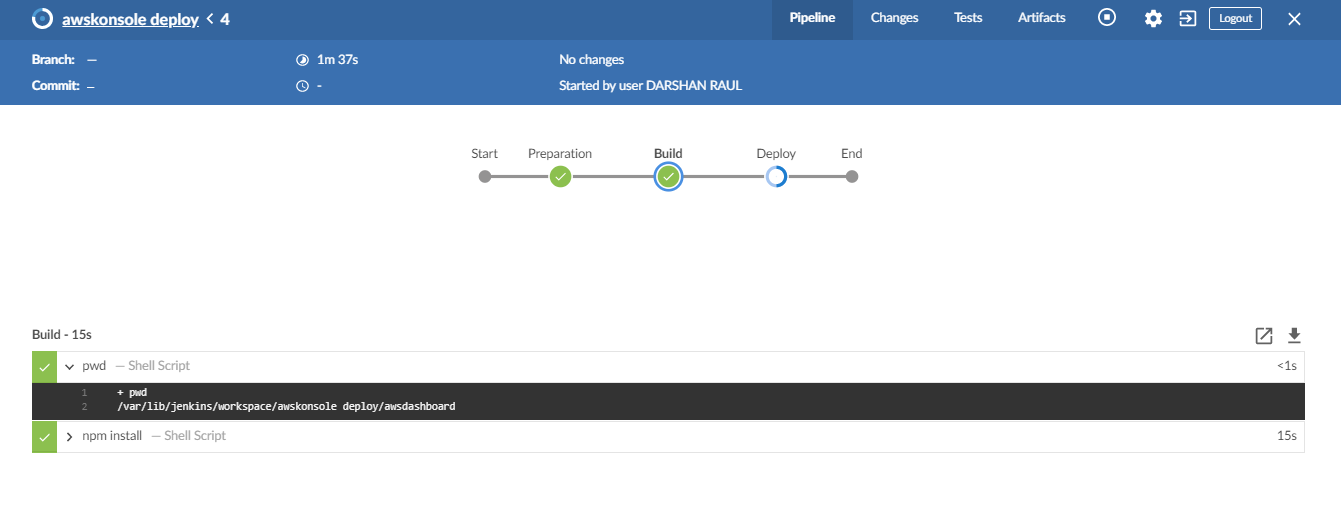 awskonsole deploy < 4
Pipeline Changes Tests Artifacts Logout
Branch: — 1m 37s No changes
Commit: — - Started by user DARSHAN RAUL
Start Preparation Build Deploy End
Build - 15s
pwd — Shell Script <1s
1 + pwd
2 /var/lib/jenkins/workspace/awskonsole deploy/awsdashboard
npm install — Shell Script 15s